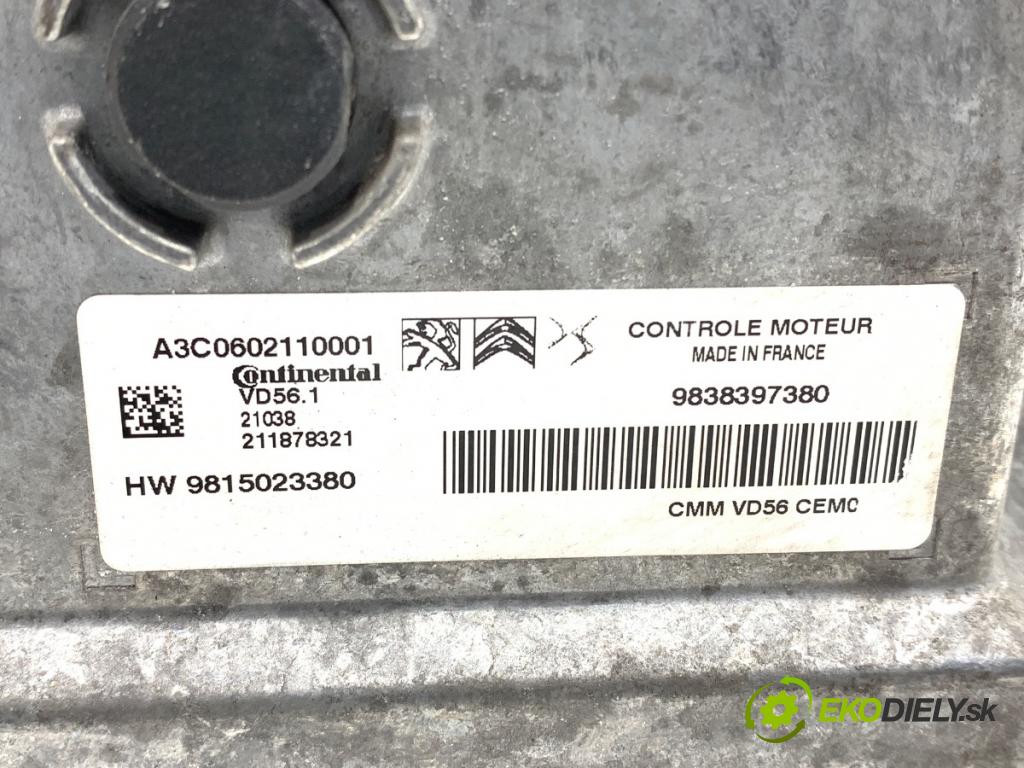 A3C0602110001
Continental
VD56.1
21038
211878321
HW 9815023380
CONTROLE MOTEUR
MADE IN FRANCE
9838397380
CMM VD56 CEM0
EKODIELY.sk